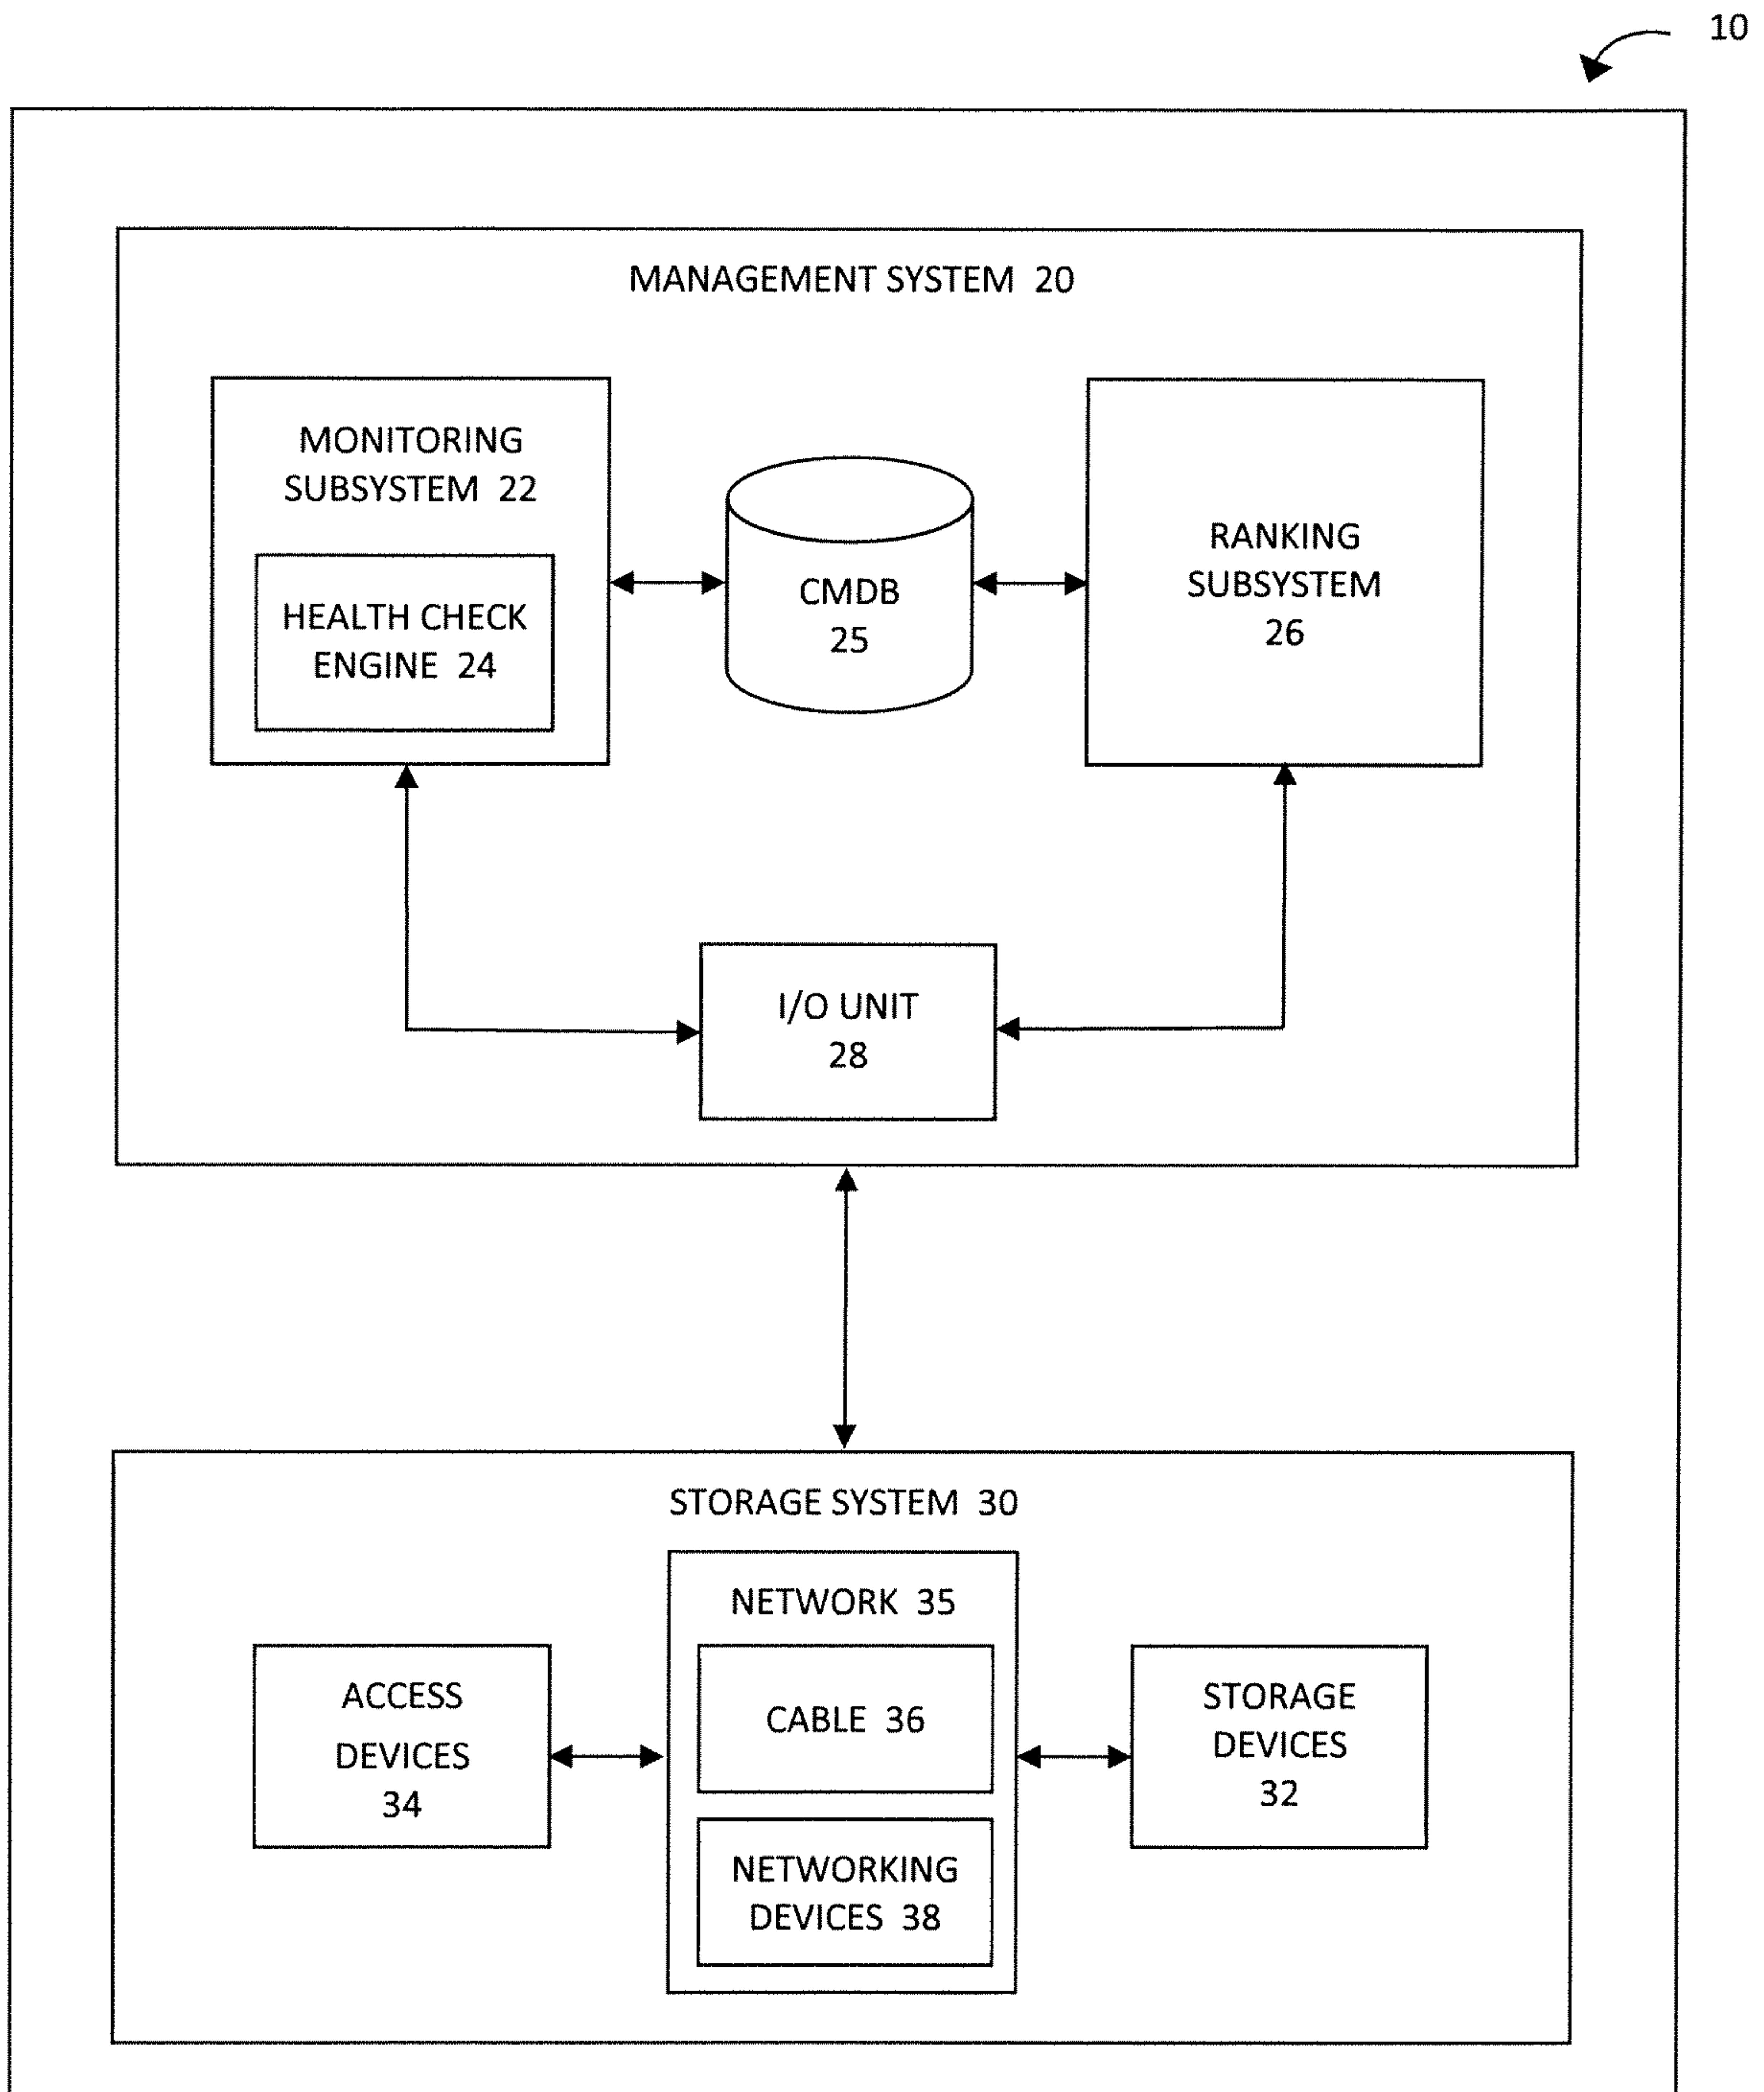 10
MANAGEMENT SYSTEM 20
MONITORING
SUBSYSTEM 22
HEALTH CHECK
ENGINE 24
CMDB
25
RANKING
SUBSYSTEM
26
I/O UNIT
28
STORAGE SYSTEM 30
ACCESS
DEVICES
34
NETWORK 35
CABLE 36
NETWORKING
DEVICES 38
STORAGE
DEVICES
32